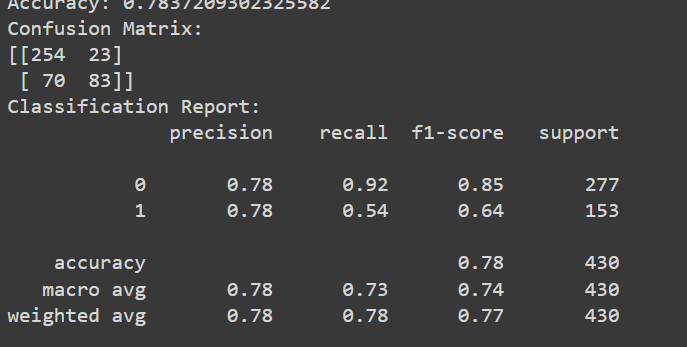 Accuracy: 0.7837209302325582
Confusion Matrix:
[[254  23]
 [ 70  83]]
Classification Report:
              precision    recall  f1-score   support

           0       0.78      0.92      0.85       277
           1       0.78      0.54      0.64       153

    accuracy                           0.78       430
   macro avg       0.78      0.73      0.74       430
weighted avg       0.78      0.78      0.77       430